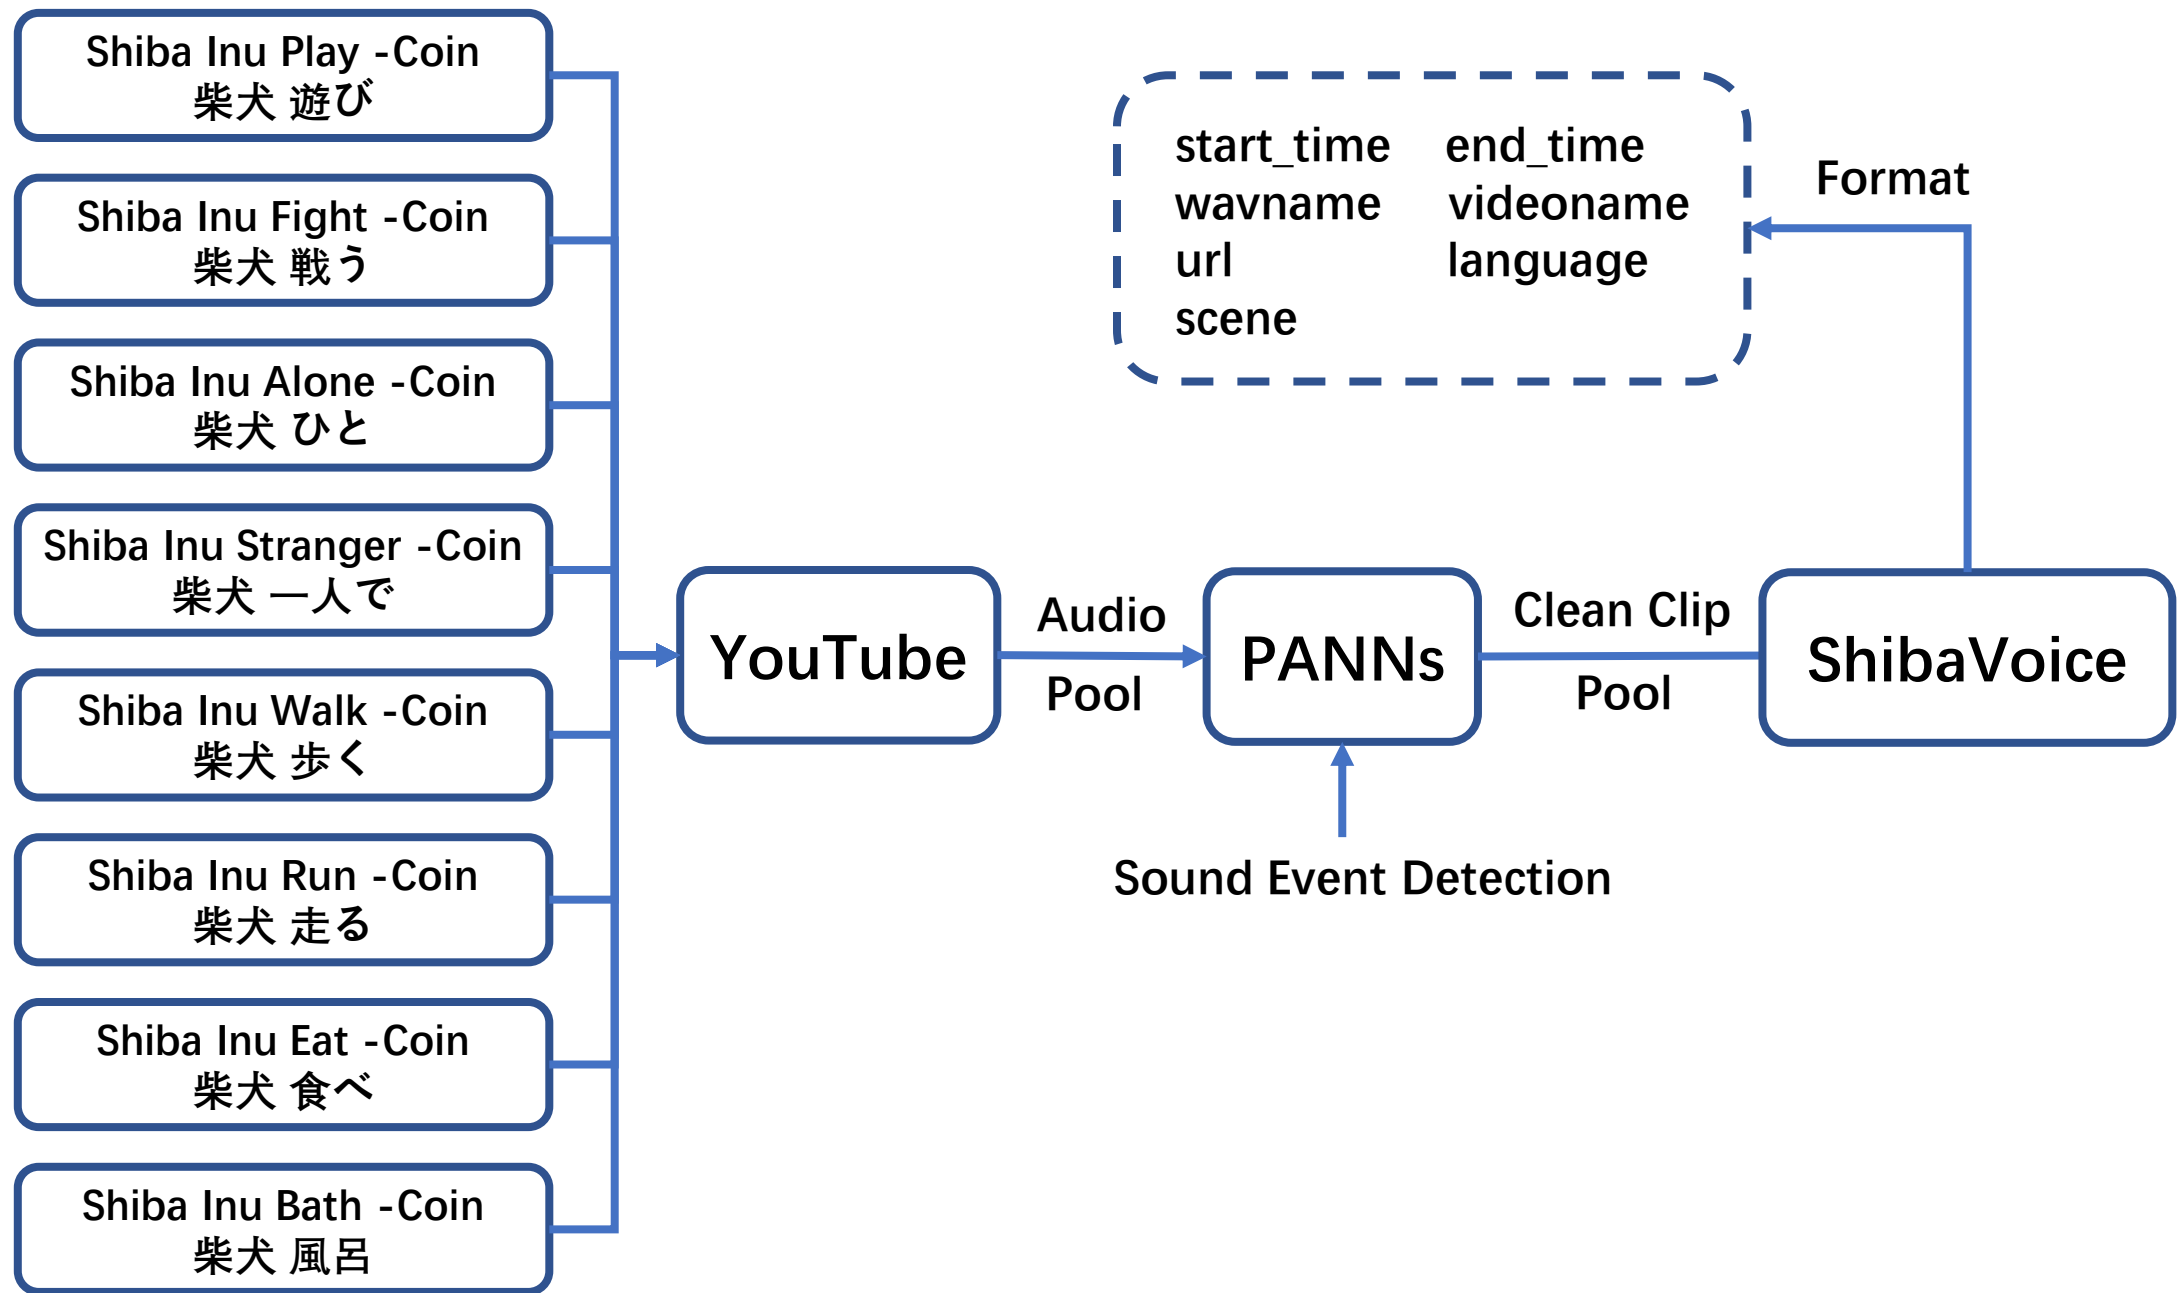 Shiba Inu Play -Coin
柴犬 遊び
Shiba Inu Fight -Coin
柴犬 戦う
Shiba Inu Alone -Coin
柴犬 ひと
Shiba Inu Stranger -Coin
柴犬 一人で
Shiba Inu Walk -Coin
柴犬 歩く
Shiba Inu Run -Coin
柴犬 走る
Shiba Inu Eat -Coin
柴犬 食べ
Shiba Inu Bath -Coin
柴犬 風呂
YouTube
Audio
Pool
PANNs
Sound Event Detection
Clean Clip
Pool
ShibaVoice
Format
start_time end_time
wavname videoname
url language
scene